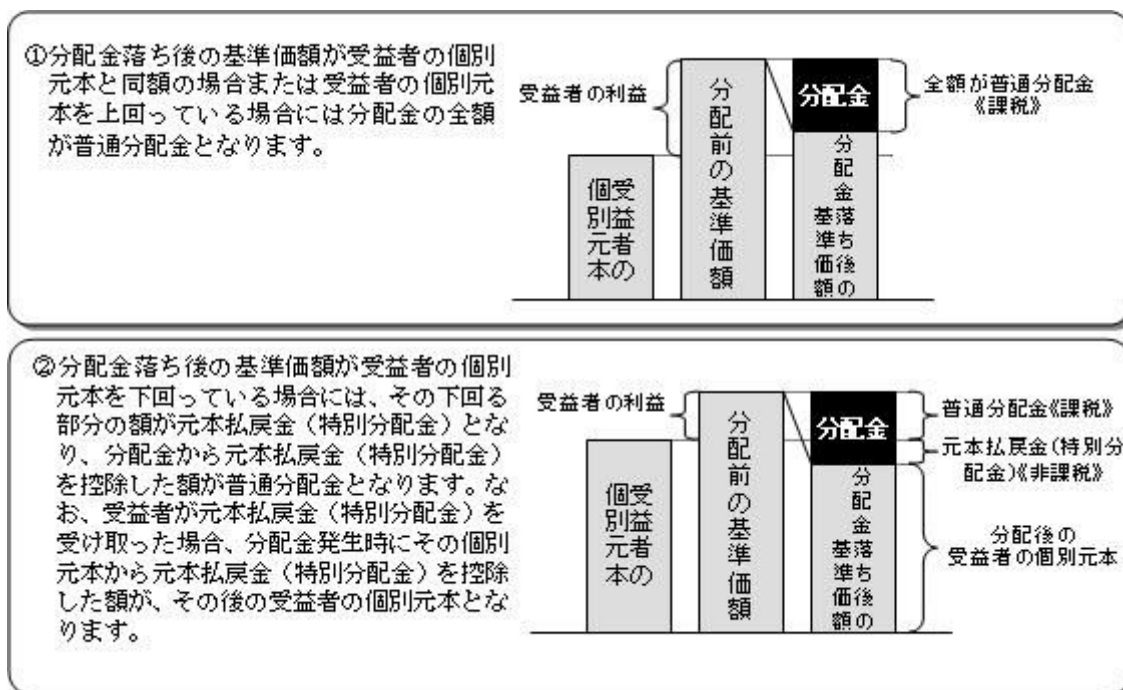 ①分配金落ち後の基準価額が受益者の個別
元本と同額の場合または受益者の個別元
本を上回っている場合には分配金の全額
が普通分配金となります。
受益者の利益
受益者の
個別元本
分配前の基準価額
分配金
分配金落ち後の
基準価額
全額が普通分配金
《課税》
②分配金落ち後の基準価額が受益者の個別
元本を下回っている場合には、その下回る
部分の額が元本払戻金（特別分配金）とな
り、分配金から元本払戻金（特別分配金）
を控除した額が普通分配金となります。な
お、受益者が元本払戻金（特別分配金）を
受け取った場合、分配金発生時にその個別
元本から元本払戻金（特別分配金）を控除
した額が、その後の受益者の個別元本とな
ります。
受益者の利益
受益者の
個別元本
分配前の基準価額
分配金
分配金落ち後の
基準価額
普通分配金《課税》
元本払戻金（特別分
配金）《非課税》
分配後の
受益者の個別元本